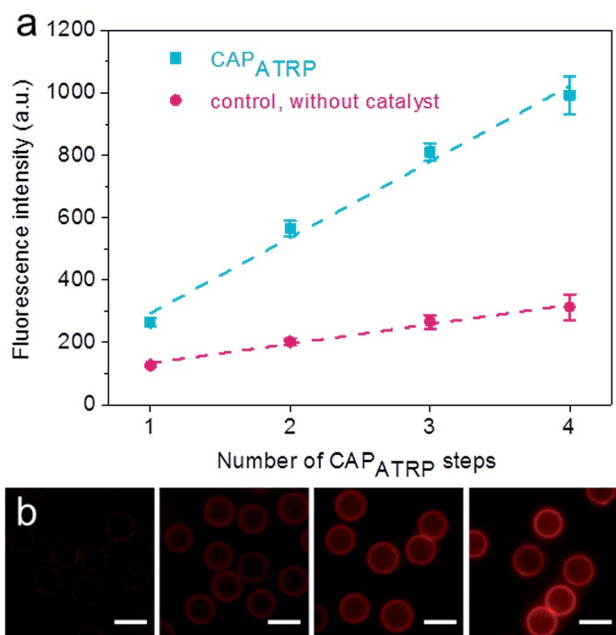 a
1200
1000
800
600
400
200
0
Fluorescence intensity (a.u.)
CAPATRP
control, without catalyst
1 2 3 4
Number of CAPATRP steps
b